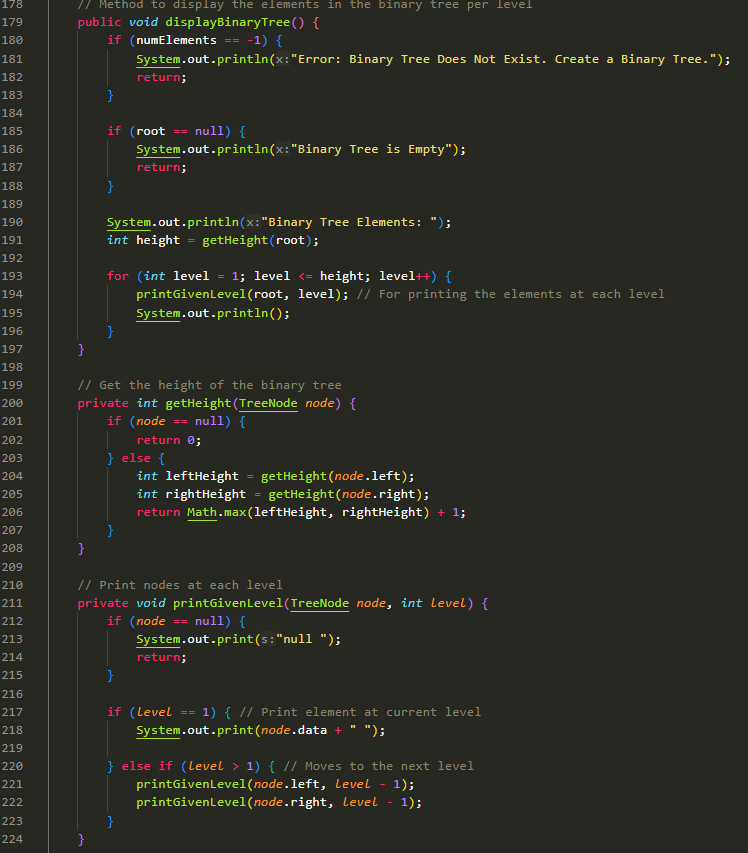 178 // Method to display the elements in the binary tree per level
179 public void displayBinaryTree() {
180 if (numElements == -1) {
181 System.out.println(x:"Error: Binary Tree Does Not Exist. Create a Binary Tree.");
182 return;
183 }
184
185 if (root == null) {
186 System.out.println(x:"Binary Tree is Empty");
187 return;
188 }
189
190 System.out.println(x:"Binary Tree Elements: ");
191 int height = getHeight(root);
192
193 for (int level = 1; level <= height; level++) {
194 printGivenLevel(root, level); // For printing the elements at each level
195 System.out.println();
196 }
197 }
198
199 // Get the height of the binary tree
200 private int getHeight(TreeNode node) {
201 if (node == null) {
202 return 0;
203 } else {
204 int leftHeight = getHeight(node.left);
205 int rightHeight = getHeight(node.right);
206 return Math.max(leftHeight, rightHeight) + 1;
207 }
208 }
209
210 // Print nodes at each level
211 private void printGivenLevel(TreeNode node, int level) {
212 if (node == null) {
213 System.out.print(s:"null ");
214 return;
215 }
216
217 if (level == 1) { // Print element at current level
218 System.out.print(node.data + " ");
219
220 } else if (level > 1) { // Moves to the next level
221 printGivenLevel(node.left, level - 1);
222 printGivenLevel(node.right, level - 1);
223 }
224 }